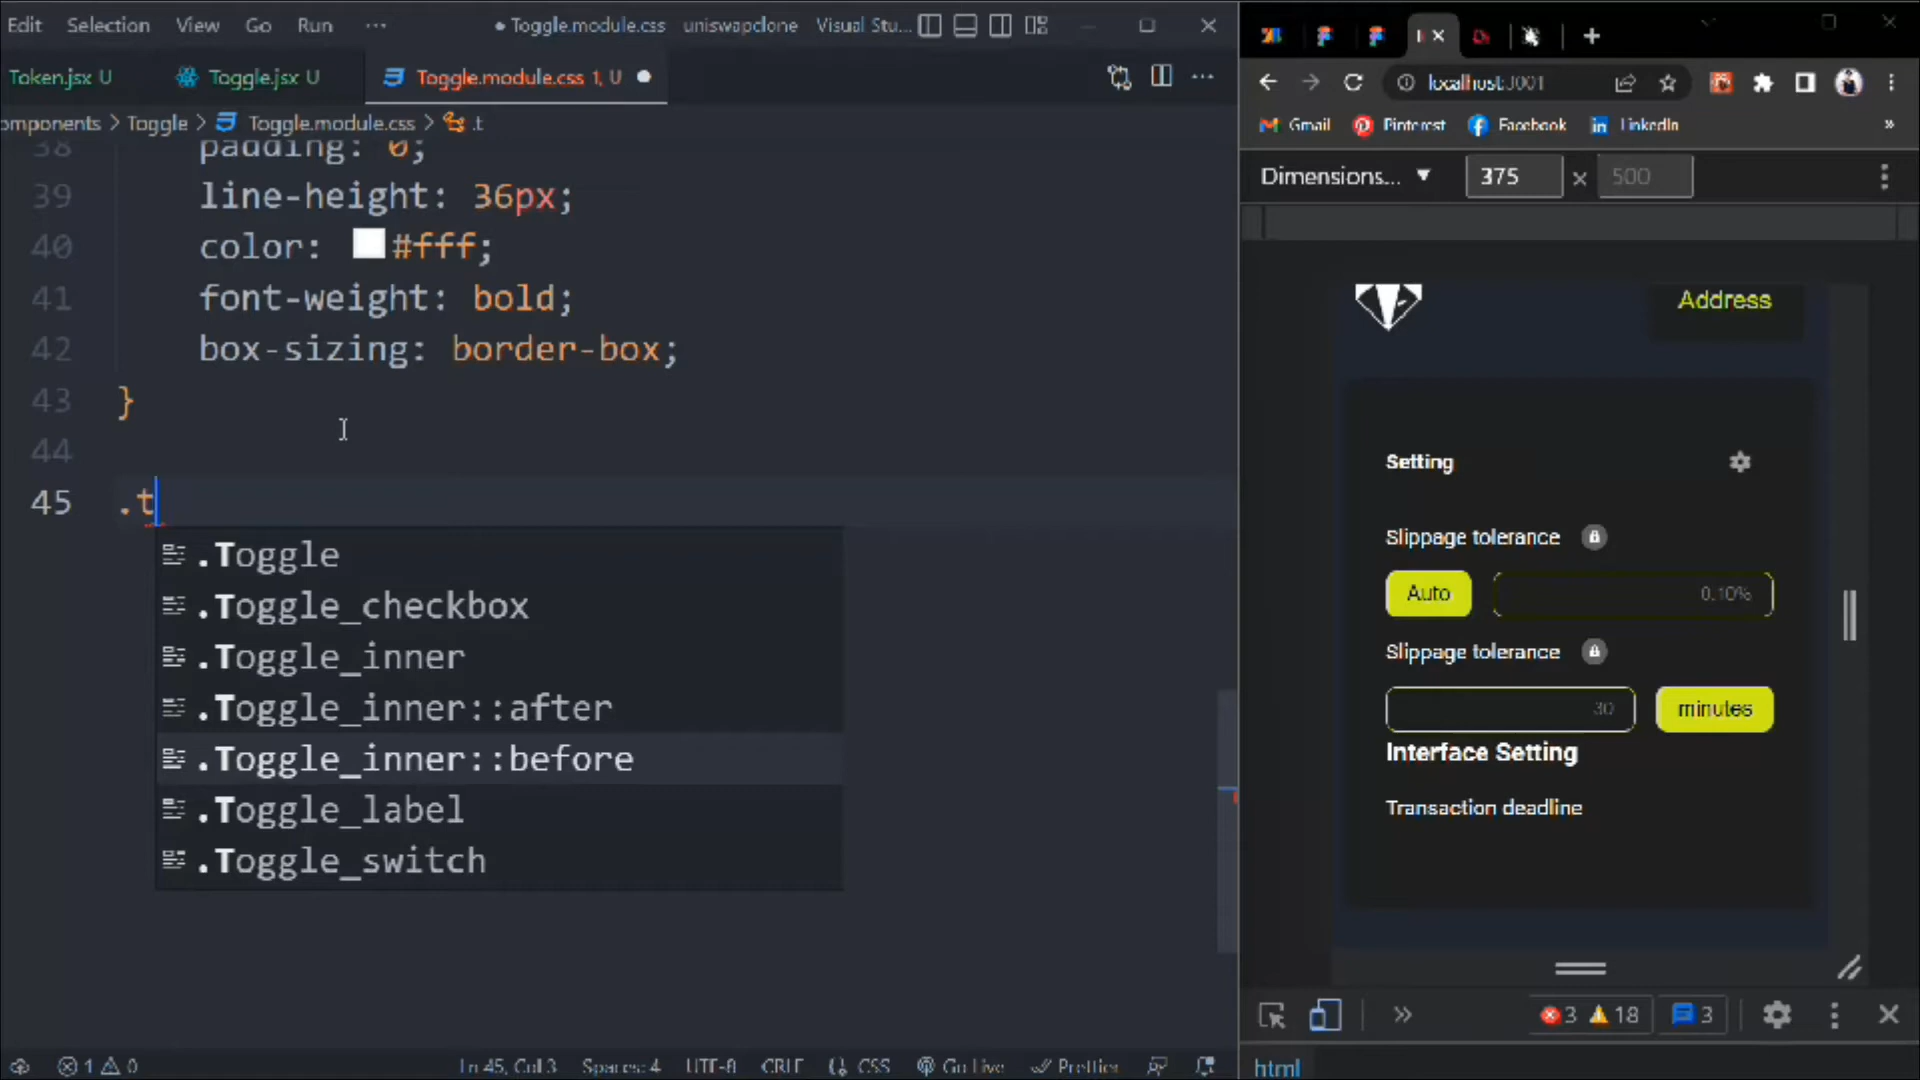 Edit Selection View Go Run ··· ● Toggle.module.css uniswapclone Visual Stu...
Token.jsx U Toggle.jsx U Toggle.module.css 1, U
omponents > Toggle > Toggle.module.css > .t
38 padding: 0;
39 line-height: 36px;
40 color: #fff;
41 font-weight: bold;
42 box-sizing: border-box;
43 }
44
45 .t
.Toggle
.Toggle_checkbox
.Toggle_inner
.Toggle_inner::after
.Toggle_inner::before
.Toggle_label
.Toggle_switch
1 0 Ln 45, Col 3 Spaces: 4 UTF-8 CRLF CSS Go Live Prettier
localhost:3001
Gmail Pinterest Facebook LinkedIn »
Dimensions... 375 × 500
Address
Setting
Slippage tolerance
Auto 0.10%
Slippage tolerance
30 minutes
Interface Setting
Transaction deadline
3 18 3
html